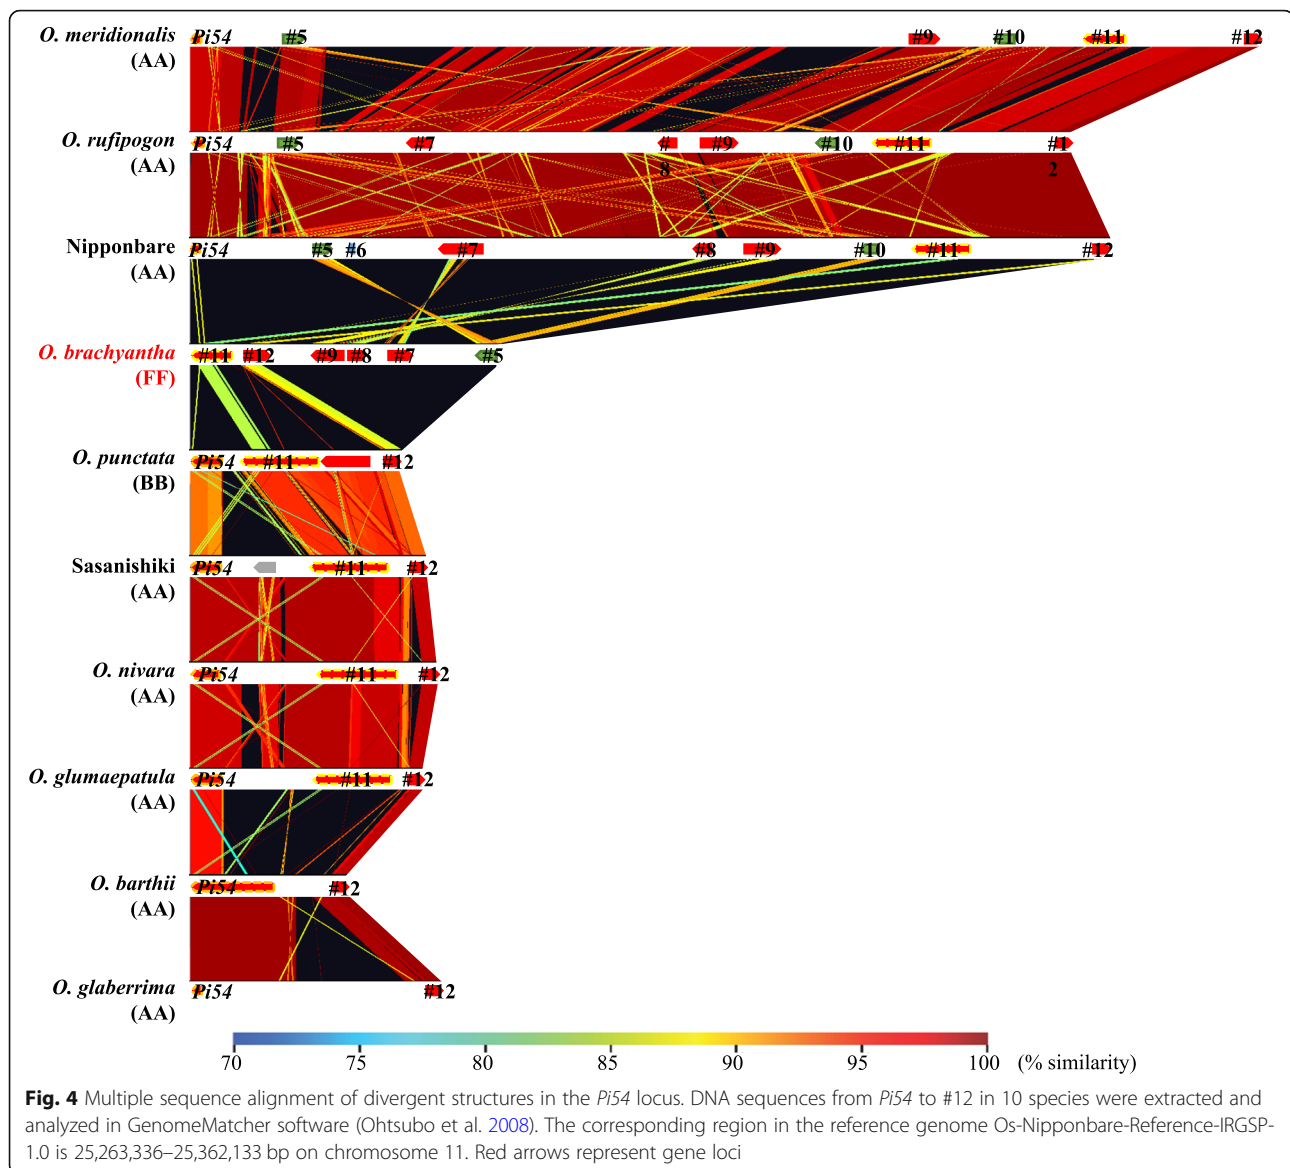 O. meridionalis
(AA)
Pi54 #5 #9 #10 #11 #12
O. rufipogon
(AA)
Pi54 #5 #7 #8 #9 #10 #11 #12
Nipponbare
(AA)
Pi54 #5 #6 #7 #8 #9 #10 #11 #12
O. brachyantha
(FF)
#11 #12 #9 #8 #7 #5
O. punctata
(BB)
Pi54 #11 #12
Sasanishiki
(AA)
Pi54 #11 #12
O. nivara
(AA)
Pi54 #11 #12
O. glumaepatula
(AA)
Pi54 #11 #12
O. barthii
(AA)
Pi54 #12
O. glaberrima
(AA)
Pi54 #12
70 75 80 85 90 95 100 (% similarity)
Fig. 4 Multiple sequence alignment of divergent structures in the Pi54 locus. DNA sequences from Pi54 to #12 in 10 species were extracted and
analyzed in GenomeMatcher software (Ohtsubo et al. 2008). The corresponding region in the reference genome Os-Nipponbare-Reference-IRGSP-
1.0 is 25,263,336–25,362,133 bp on chromosome 11. Red arrows represent gene loci